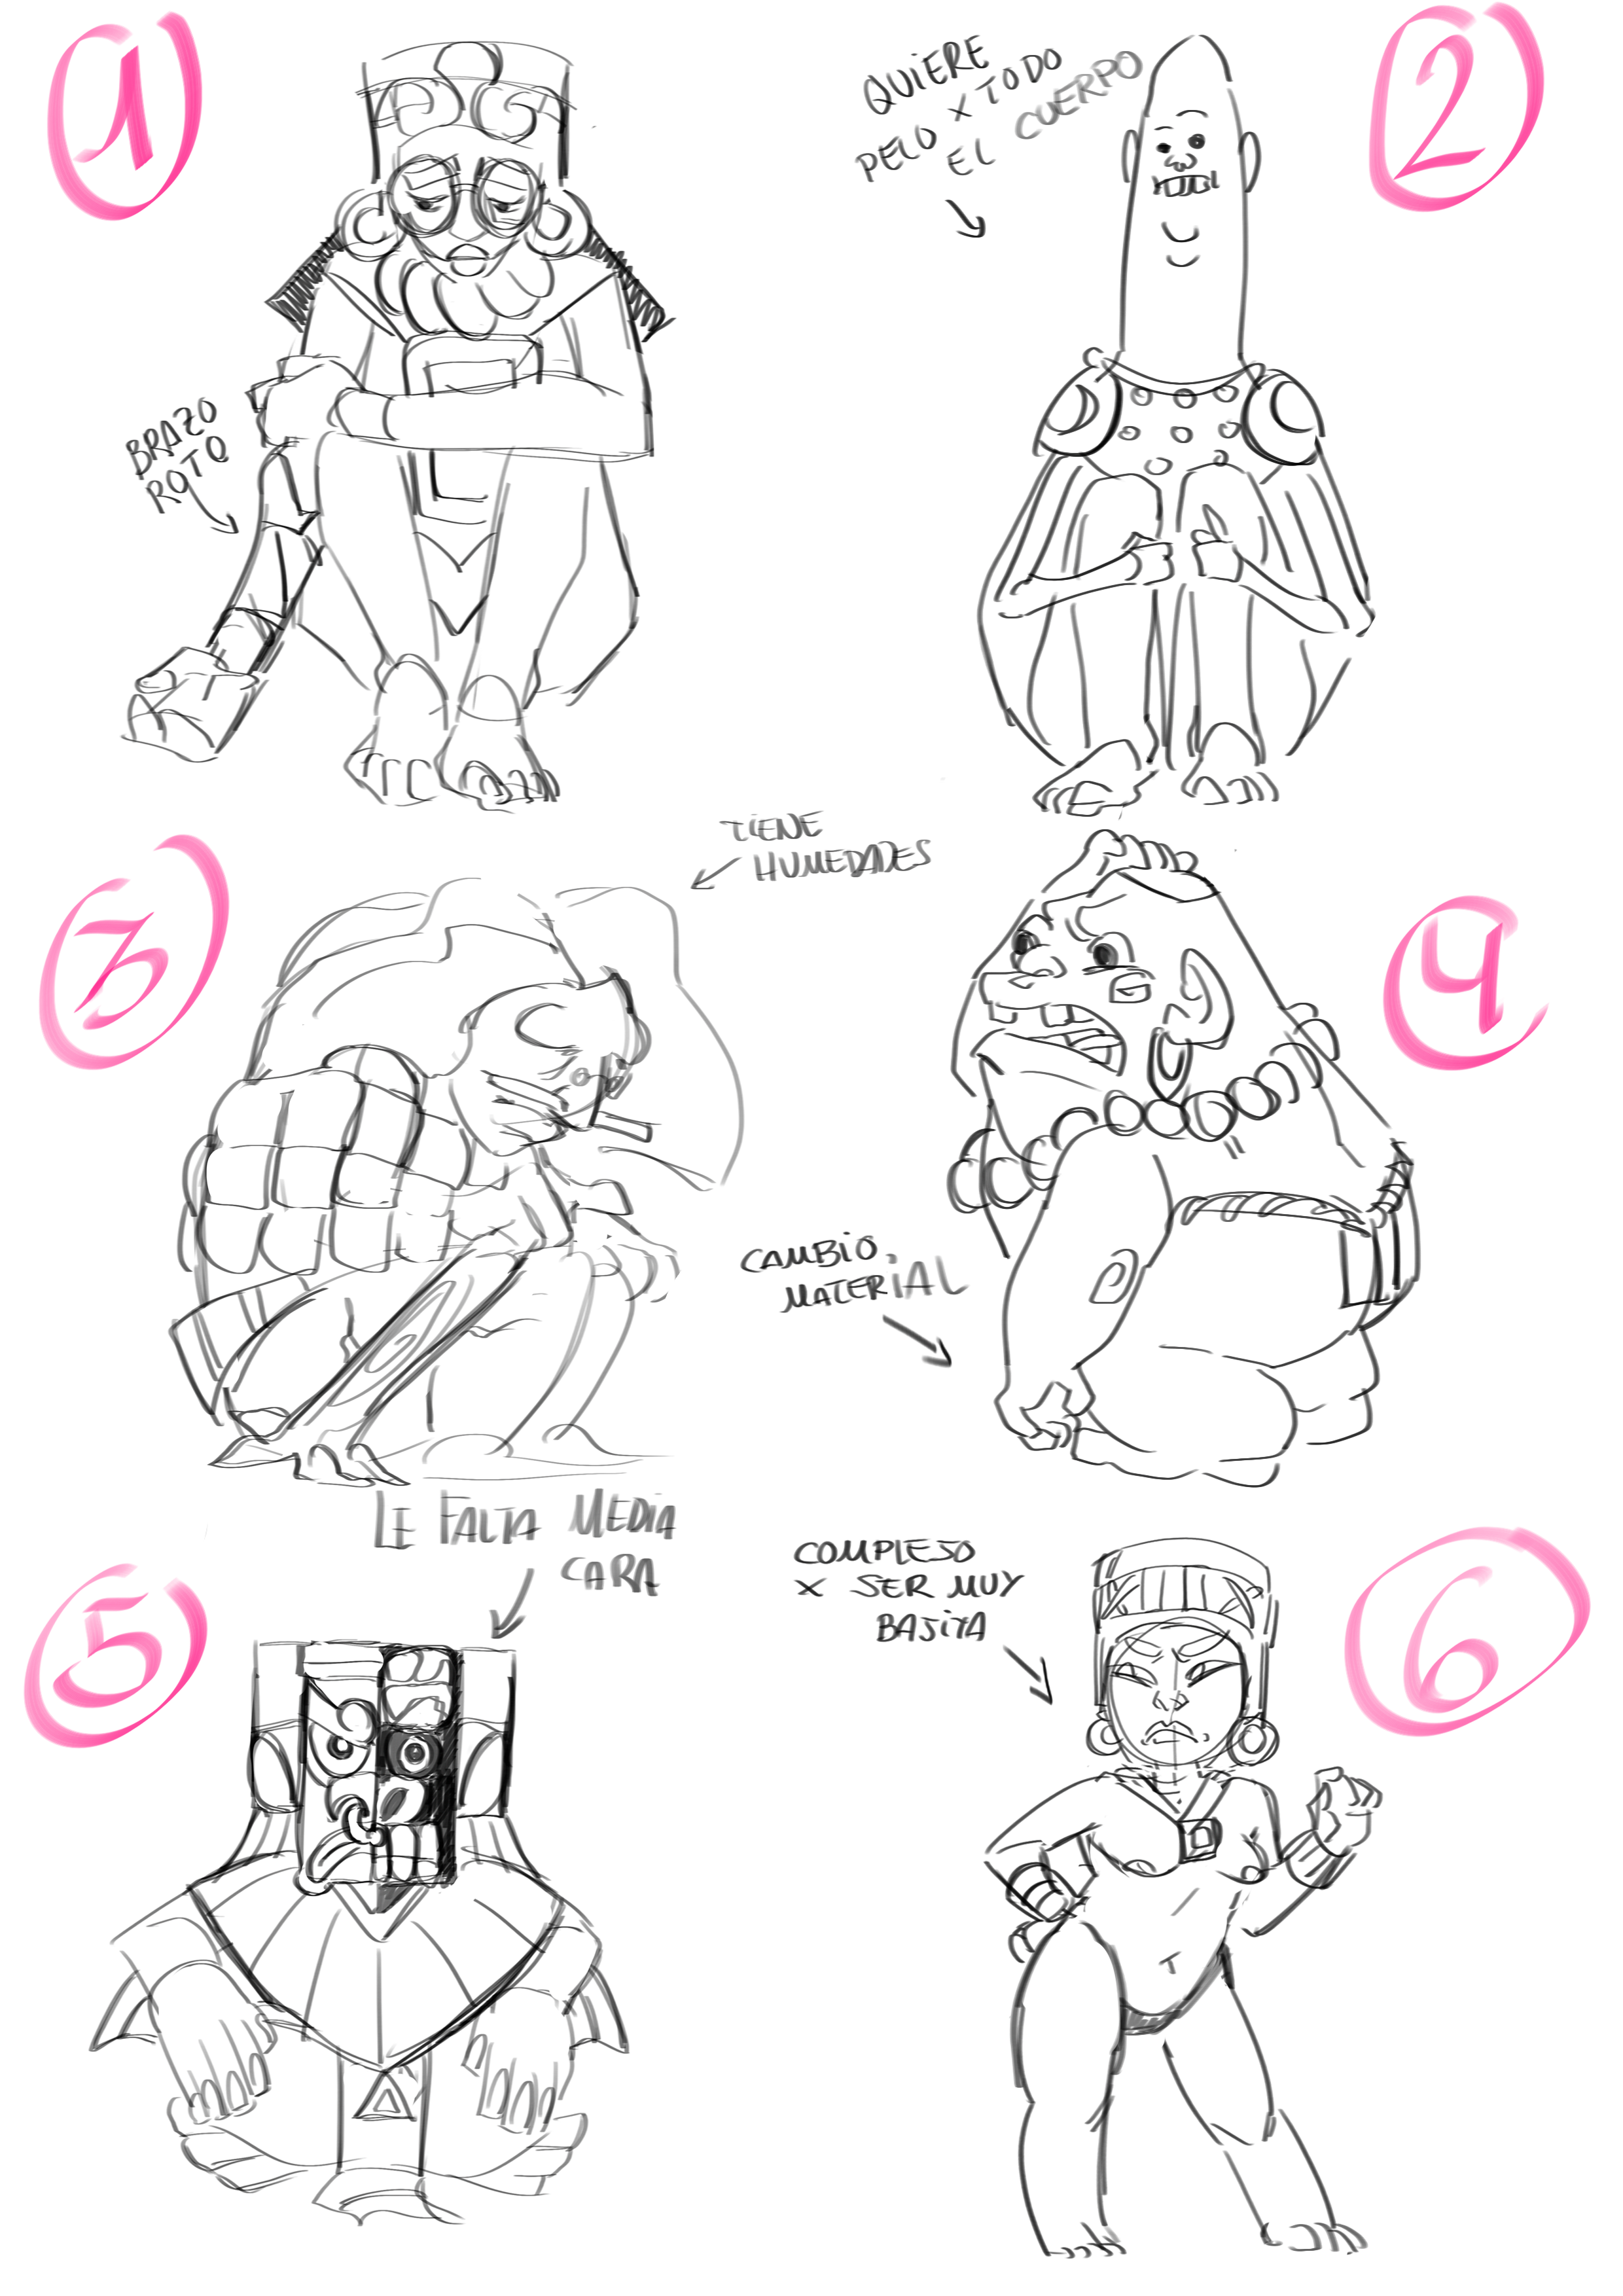 1
BRAZO
ROTO
QUIERE
PELO X TODO
EL CUERPO
2
3
TIENE
HUMEDADES
CAMBIO
MATERIAL
4
5
LE FALTA MEDIA
CARA
COMPLEJO
X SER MUY
BAJITA
6